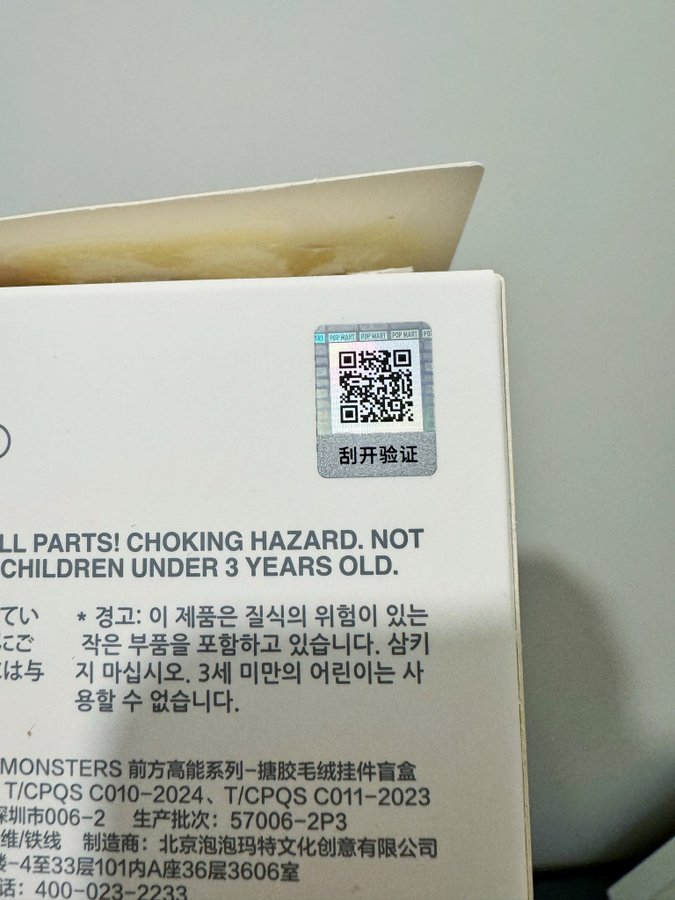 POP MART POP MART POP MART
刮开验证
LL PARTS! CHOKING HAZARD. NOT
CHILDREN UNDER 3 YEARS OLD.
てい
にご
は与
* 경고: 이 제품은 질식의 위험이 있는
작은 부품을 포함하고 있습니다. 삼키
지 마십시오. 3세 미만의 어린이는 사
용할 수 없습니다.
MONSTERS 前方高能系列-搪胶毛绒挂件盲盒
T/CPQS C010-2024、T/CPQS C011-2023
深圳市006-2 生产批次: 57006-2P3
维/铁线 制造商: 北京泡泡玛特文化创意有限公司
楼-4至33层101内A座36层3606室
话: 400-023-2233